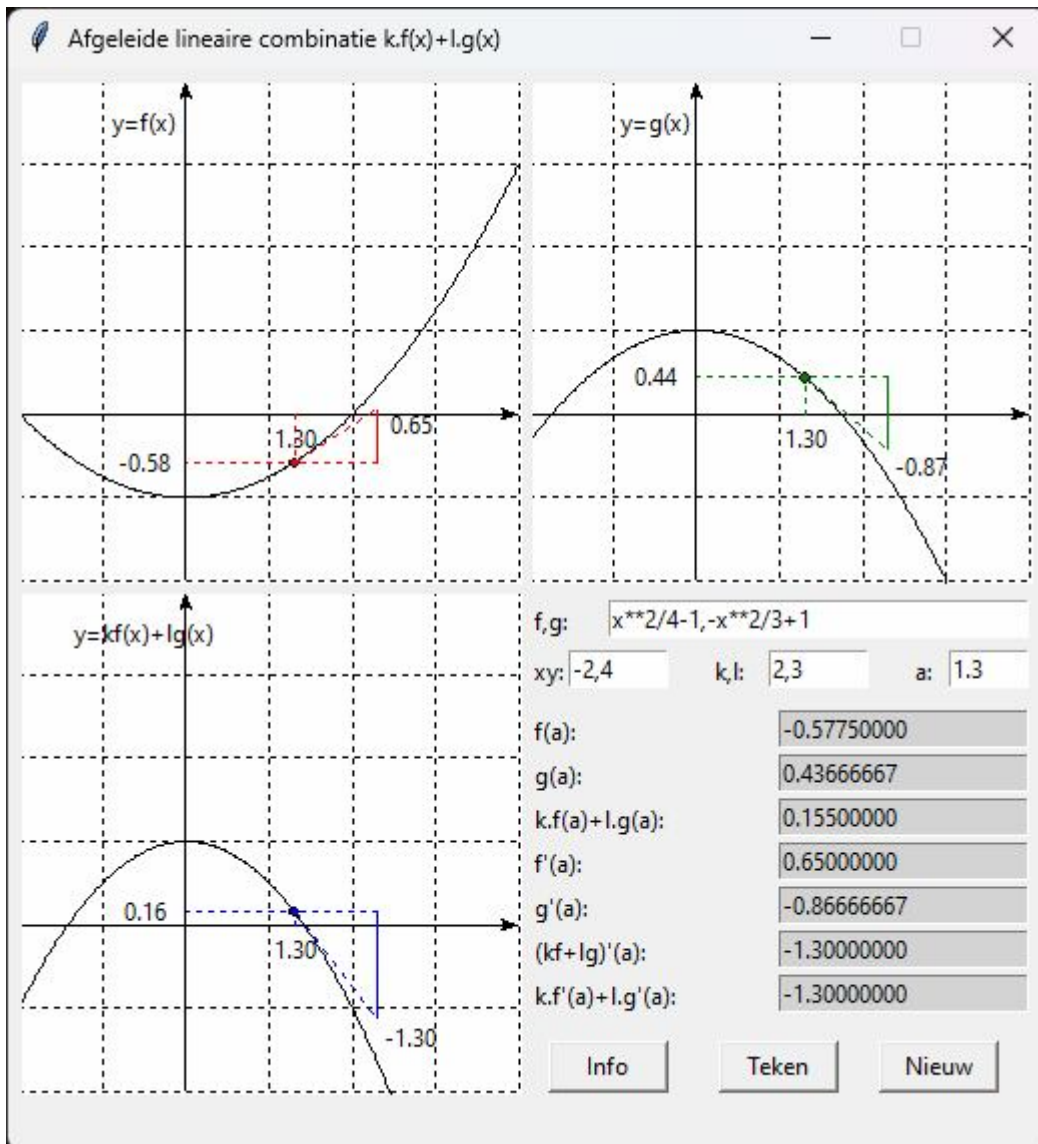 Afgeleide lineaire combinatie k.f(x)+l.g(x)
y=f(x)
1.30
0.65
-0.58
y=g(x)
0.44
1.30
-0.87
y=kf(x)+lg(x)
0.16
1.30
-1.30
f,g: x**2/4-1,-x**2/3+1
xy: -2,4 k,l: 2,3 a: 1.3
f(a): -0.57750000
g(a): 0.43666667
k.f(a)+l.g(a): 0.15500000
f'(a): 0.65000000
g'(a): -0.86666667
(kf+lg)'(a): -1.30000000
k.f'(a)+l.g'(a): -1.30000000
Info Teken Nieuw